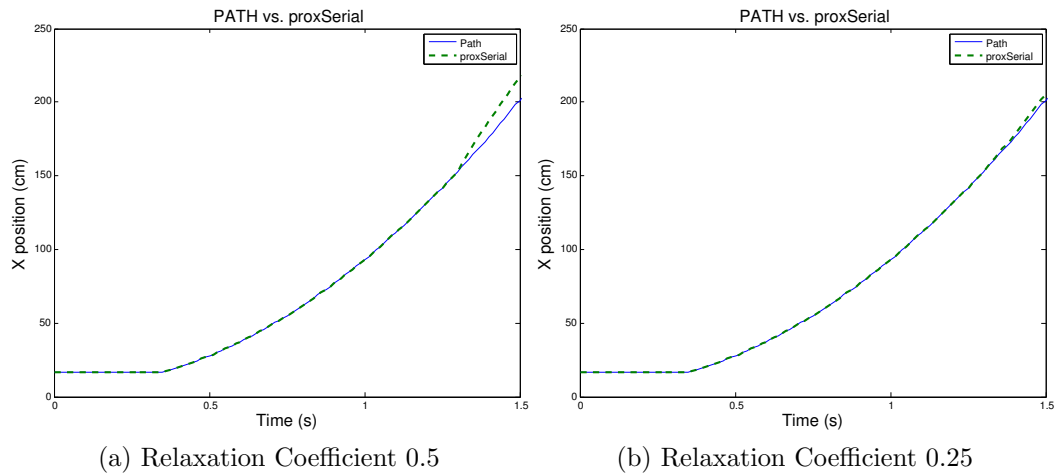 PATH vs. proxSerial
250
200
150
100
50
0
X position (cm)
Path
proxSerial
0
0.5
1
1.5
Time (s)
(a) Relaxation Coefficient 0.5
PATH vs. proxSerial
250
200
150
100
50
0
X position (cm)
Path
proxSerial
0
0.5
1
1.5
Time (s)
(b) Relaxation Coefficient 0.25